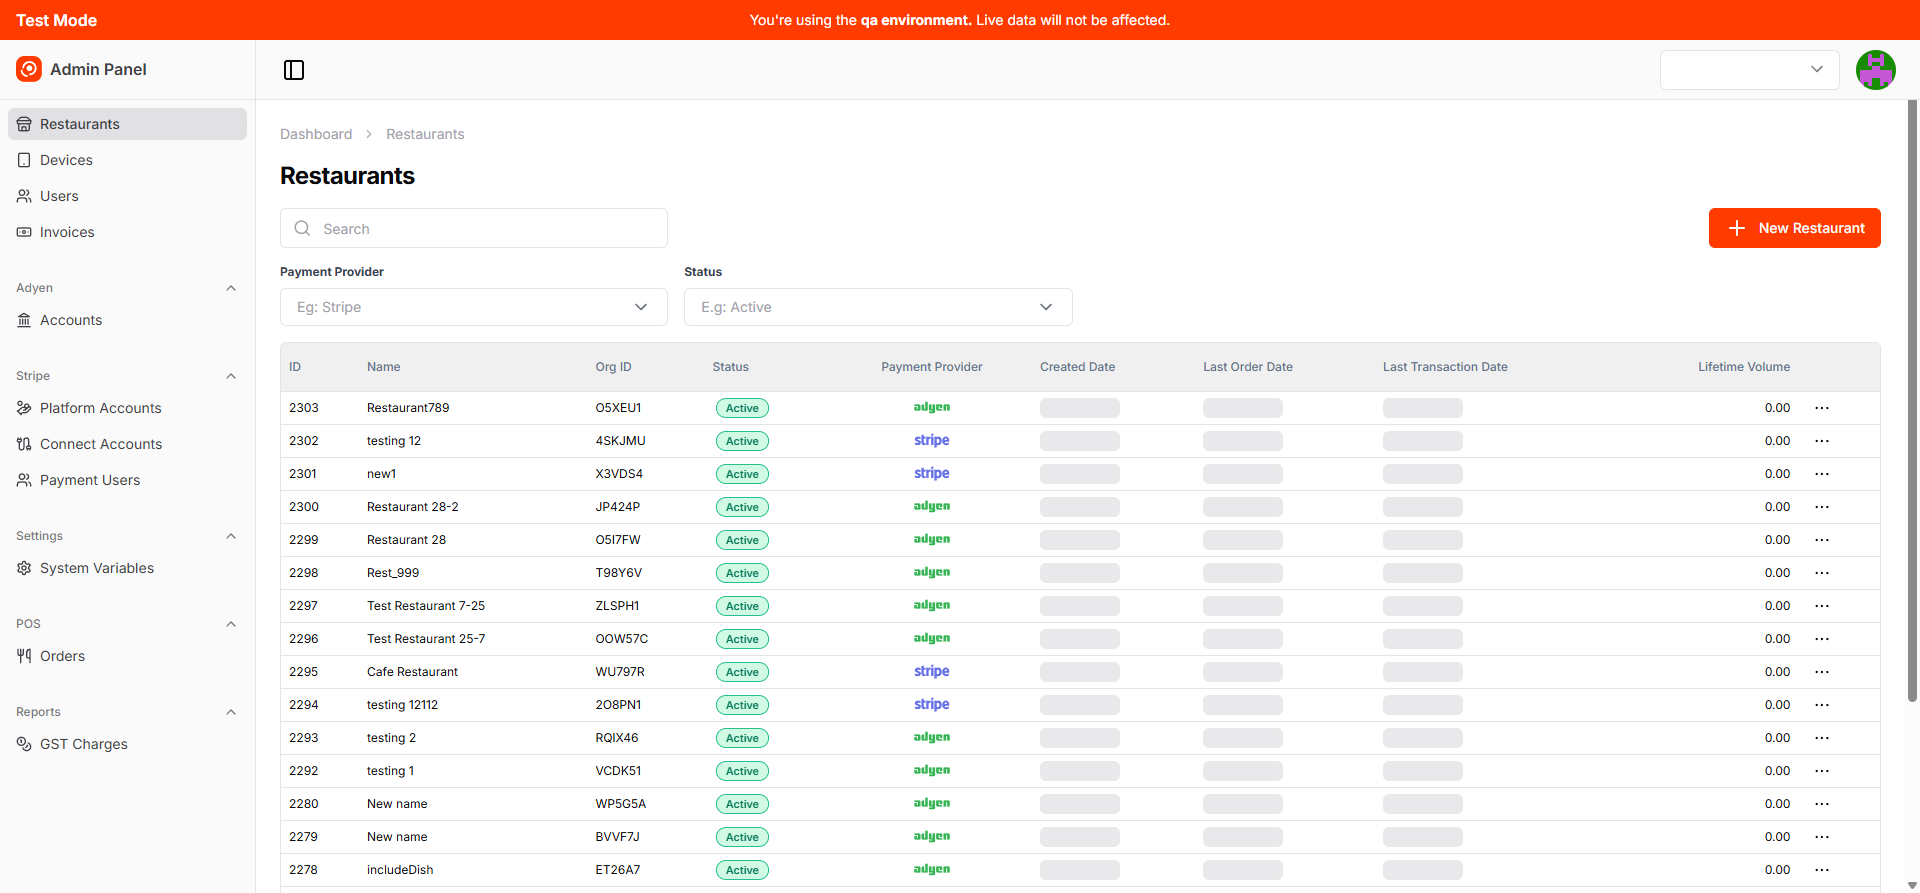 Test Mode
You're using the qa environment. Live data will not be affected.
Admin Panel
Restaurants
Devices
Users
Invoices
Adyen
Accounts
Stripe
Platform Accounts
Connect Accounts
Payment Users
Settings
System Variables
POS
Orders
Reports
GST Charges
Dashboard > Restaurants
Restaurants
Search
New Restaurant
Payment Provider Status
Eg: Stripe E.g: Active
ID Name Org ID Status Payment Provider Created Date Last Order Date Last Transaction Date Lifetime Volume
2303 Restaurant789 O5XEU1 Active adyen 0.00 ...
2302 testing 12 4SKJMU Active stripe 0.00 ...
2301 new1 X3VDS4 Active stripe 0.00 ...
2300 Restaurant 28-2 JP424P Active adyen 0.00 ...
2299 Restaurant 28 O5I7FW Active adyen 0.00 ...
2298 Rest_999 T98Y6V Active adyen 0.00 ...
2297 Test Restaurant 7-25 ZLSPH1 Active adyen 0.00 ...
2296 Test Restaurant 25-7 OOW57C Active adyen 0.00 ...
2295 Cafe Restaurant WU797R Active stripe 0.00 ...
2294 testing 12112 2O8PN1 Active stripe 0.00 ...
2293 testing 2 RQIX46 Active adyen 0.00 ...
2292 testing 1 VCDK51 Active adyen 0.00 ...
2280 New name WP5G5A Active adyen 0.00 ...
2279 New name BVVF7J Active adyen 0.00 ...
2278 includeDish ET26A7 Active adyen 0.00 ...